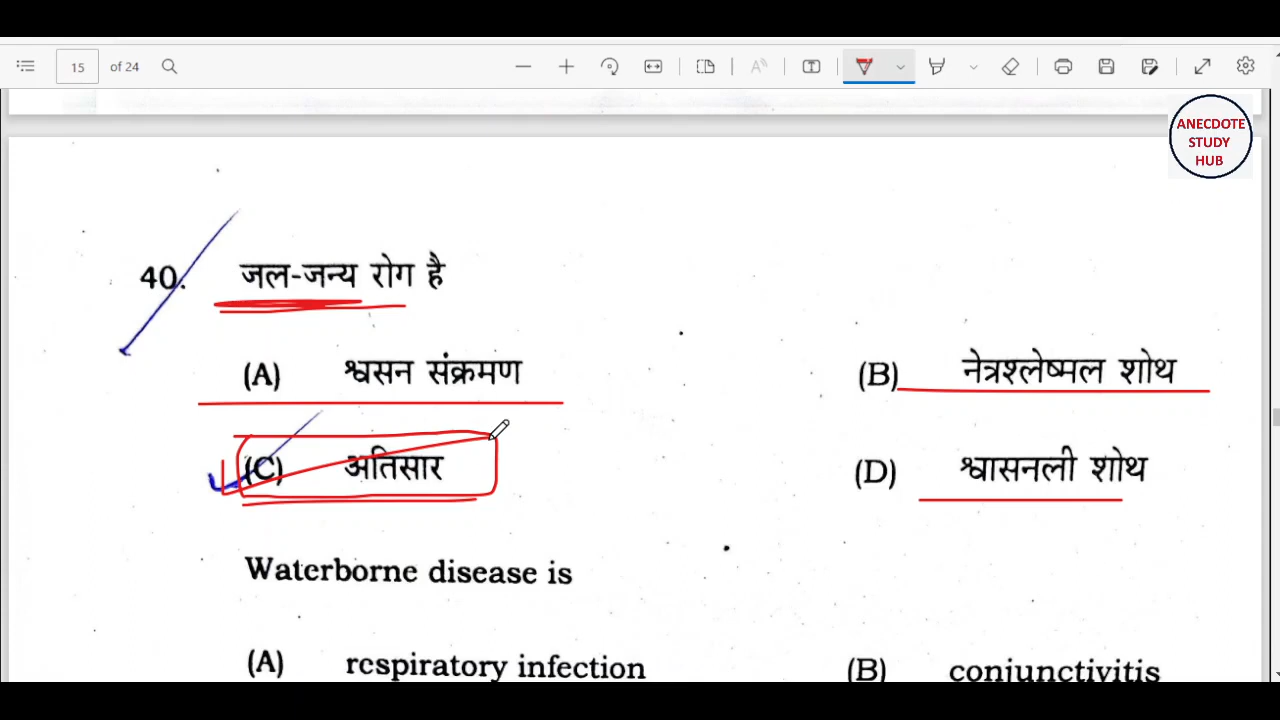 15 of 24
ANECDOTE
STUDY
HUB
40. जल-जन्य रोग है
(A) श्वसन संक्रमण (B) नेत्रश्लेष्मल शोथ
(C) अतिसार (D) श्वासनली शोथ
Waterborne disease is
(A) respiratory infection (B) conjunctivitis